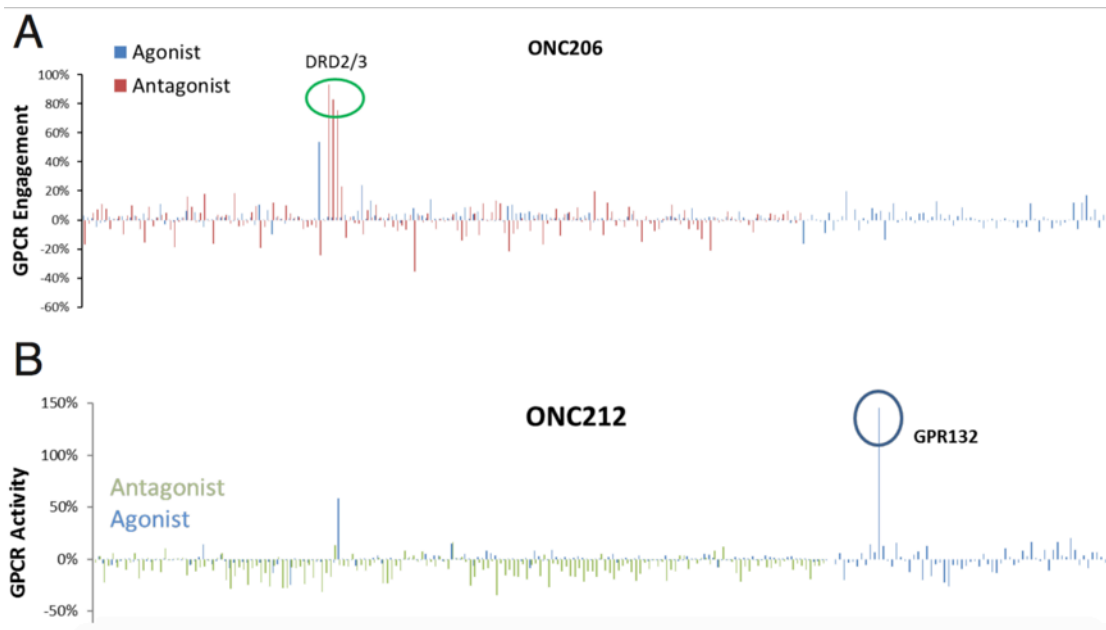 A
ONC206
Agonist
Antagonist
DRD2/3
GPCR Engagement
100%
80%
60%
40%
20%
0%
-20%
-40%
-60%
B
ONC212
GPR132
Antagonist
Agonist
GPCR Activity
150%
100%
50%
0%
-50%